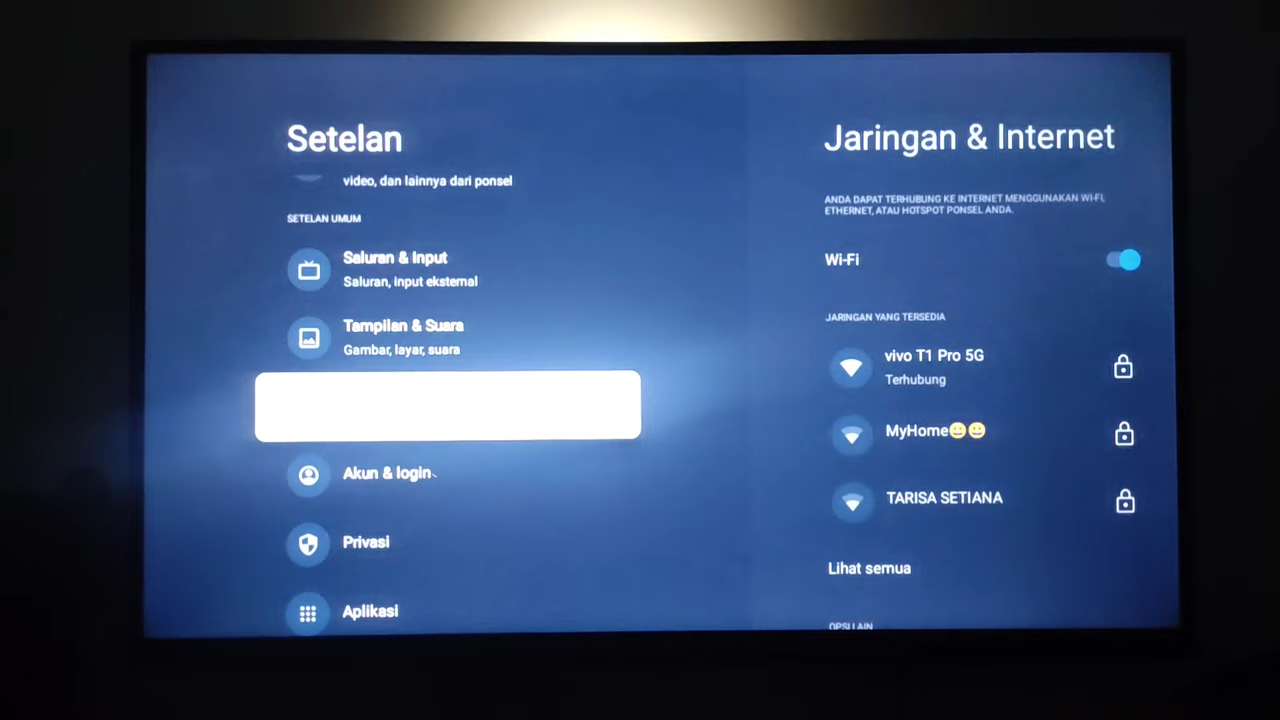 Setelan
video, dan lainnya dari ponsel
SETELAN UMUM
Saluran & Input
Saluran, input eksternal
Tampilan & Suara
Gambar, layar, suara
Akun & login
Privasi
Aplikasi
Jaringan & Internet
ANDA DAPAT TERHUBUNG KE INTERNET MENGGUNAKAN WI-FI,
ETHERNET, ATAU HOTSPOT PONSEL ANDA.
Wi-Fi
JARINGAN YANG TERSEDIA
vivo T1 Pro 5G
Terhubung
MyHome😀😀
TARISA SETIANA
Lihat semua
OPSI LAIN